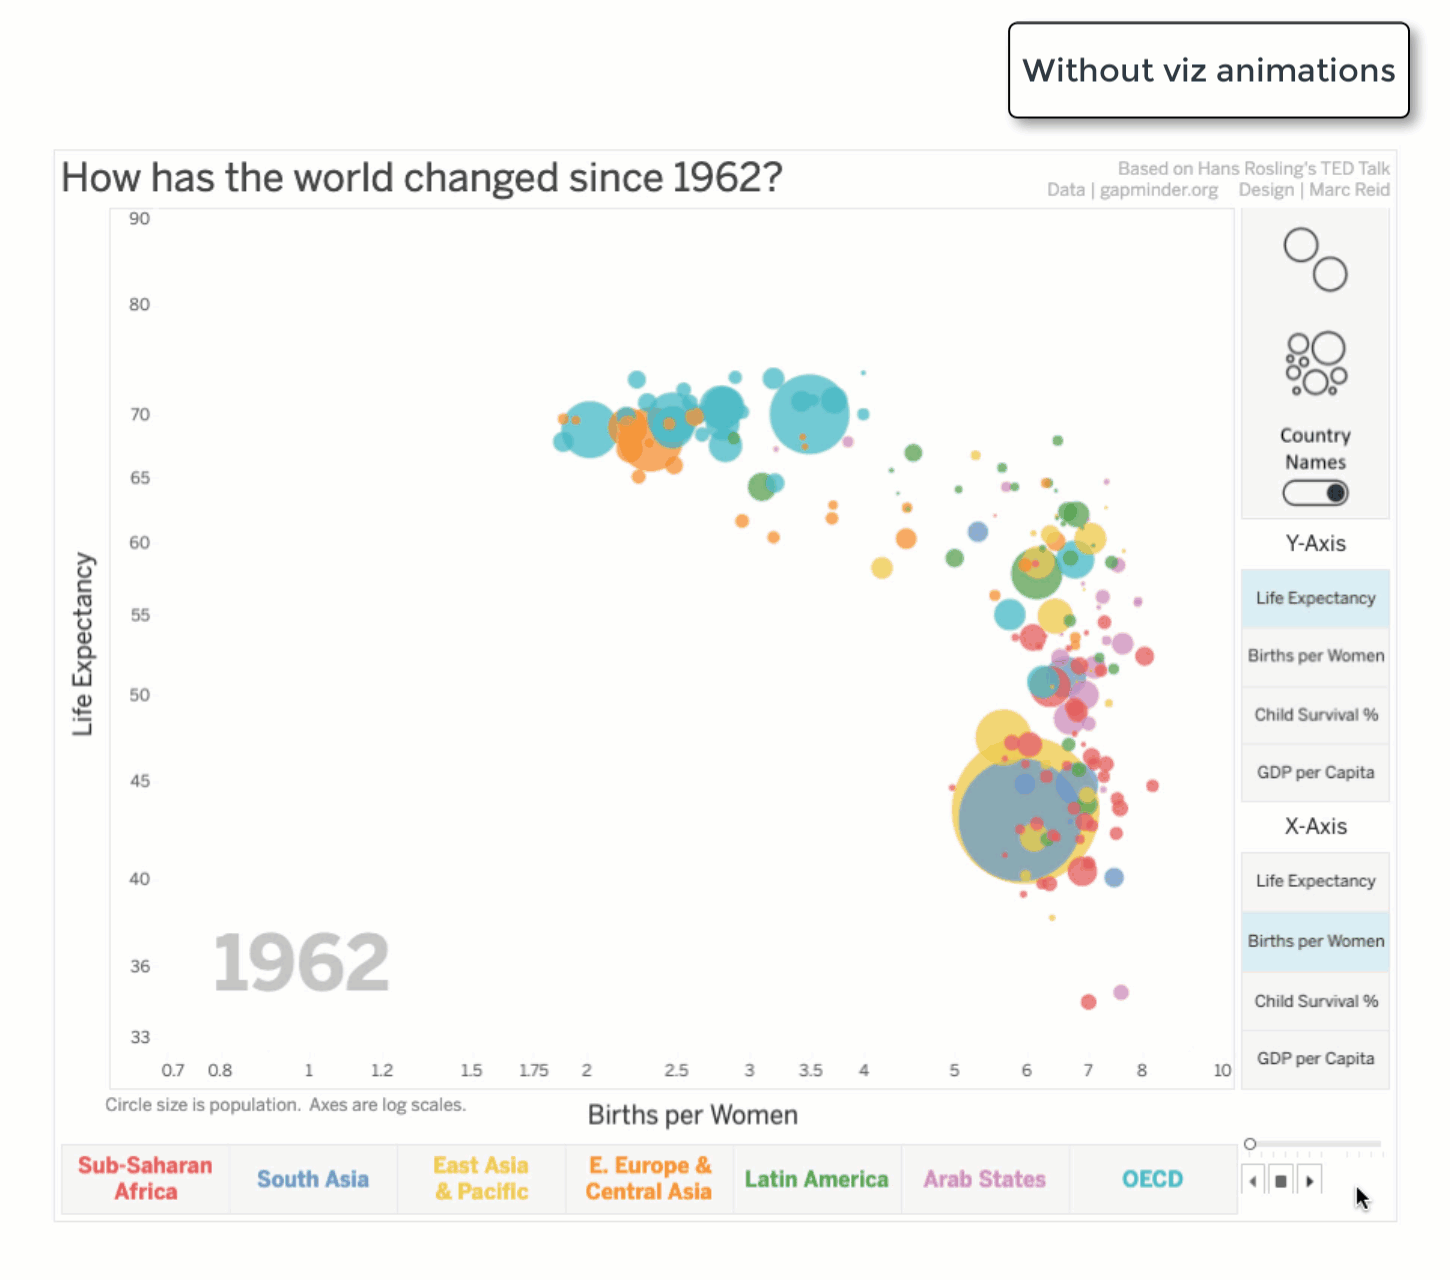 Without viz animations
How has the world changed since 1962?
Based on Hans Rosling's TED Talk
Data | gapminder.org Design | Marc Reid
90
80
70
65
60
55
50
45
40
36
33
Life Expectancy
1962
0.7 0.8 1 1.2 1.5 1.75 2 2.5 3 3.5 4 5 6 7 8 10
Circle size is population. Axes are log scales.
Births per Women
Country
Names
Y-Axis
Life Expectancy
Births per Women
Child Survival %
GDP per Capita
X-Axis
Life Expectancy
Births per Women
Child Survival %
GDP per Capita
Sub-Saharan
Africa
South Asia
East Asia
& Pacific
E. Europe &
Central Asia
Latin America
Arab States
OECD